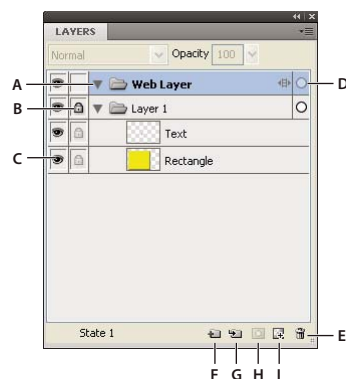 LAYERS
Normal Opacity 100
A Web Layer D
B Layer 1
Text
C Rectangle
State 1 E
F G H I